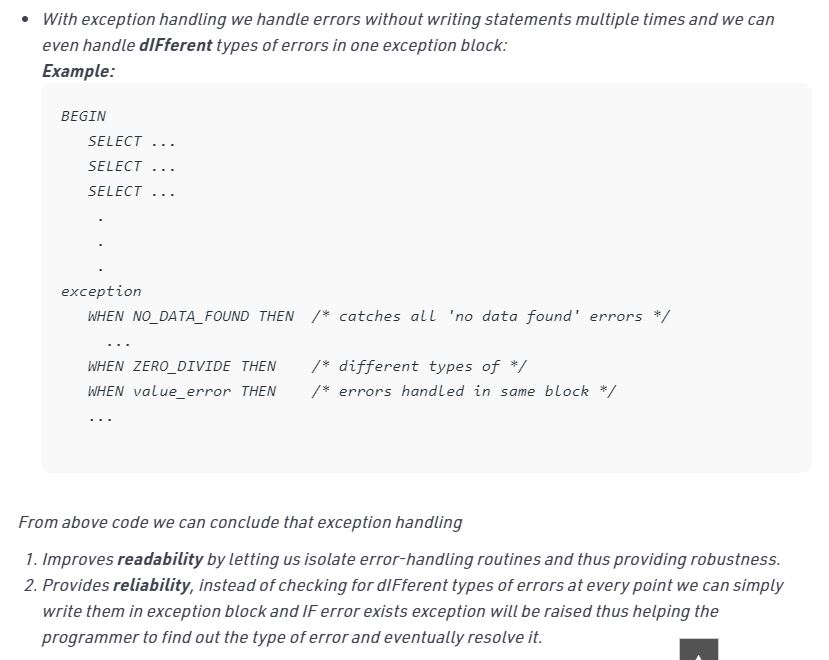 • With exception handling we handle errors without writing statements multiple times and we can
even handle dIFferent types of errors in one exception block:
Example:
BEGIN
SELECT ...
SELECT ...
SELECT ...
.
.
.
exception
WHEN NO_DATA_FOUND THEN /* catches all 'no data found' errors */
...
WHEN ZERO_DIVIDE THEN /* different types of */
WHEN value_error THEN /* errors handled in same block */
...
From above code we can conclude that exception handling
1. Improves readability by letting us isolate error-handling routines and thus providing robustness.
2. Provides reliability, instead of checking for dIFferent types of errors at every point we can simply
write them in exception block and IF error exists exception will be raised thus helping the
programmer to find out the type of error and eventually resolve it.